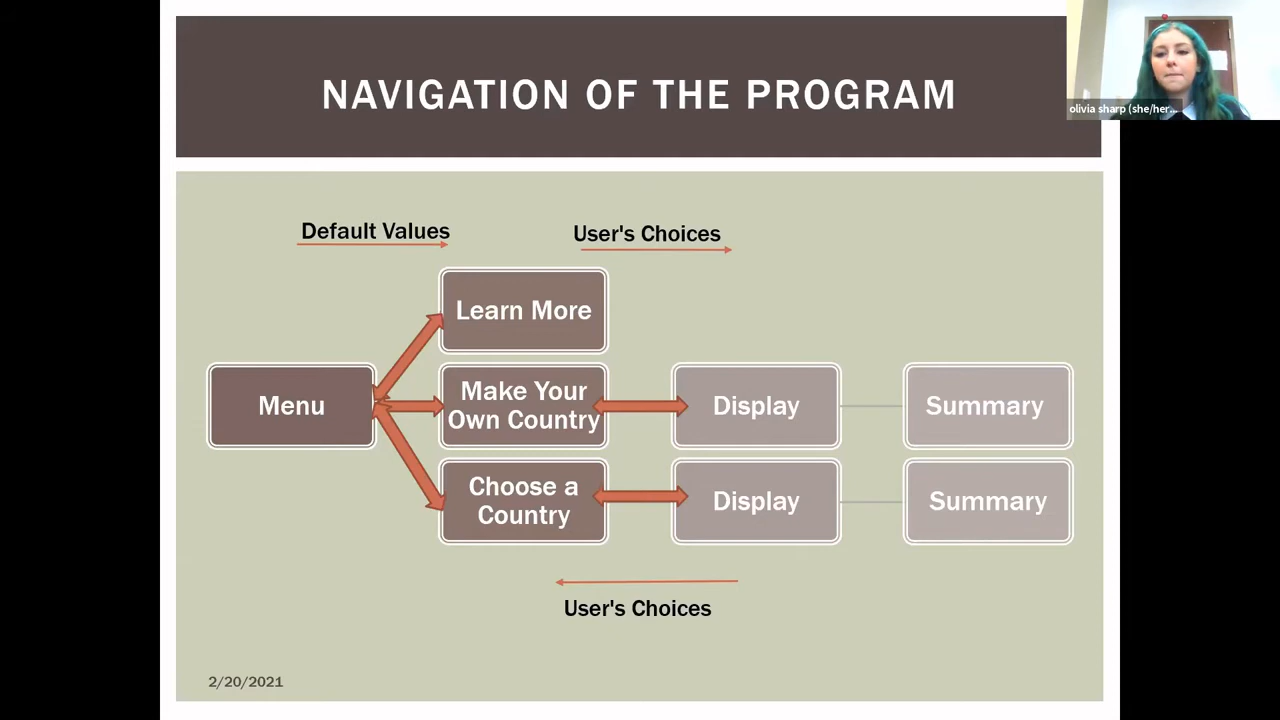 NAVIGATION OF THE PROGRAM
olivia sharp (she/her...
Default Values
User's Choices
Learn More
Menu
Make Your
Own Country
Display
Summary
Choose a
Country
Display
Summary
User's Choices
2/20/2021